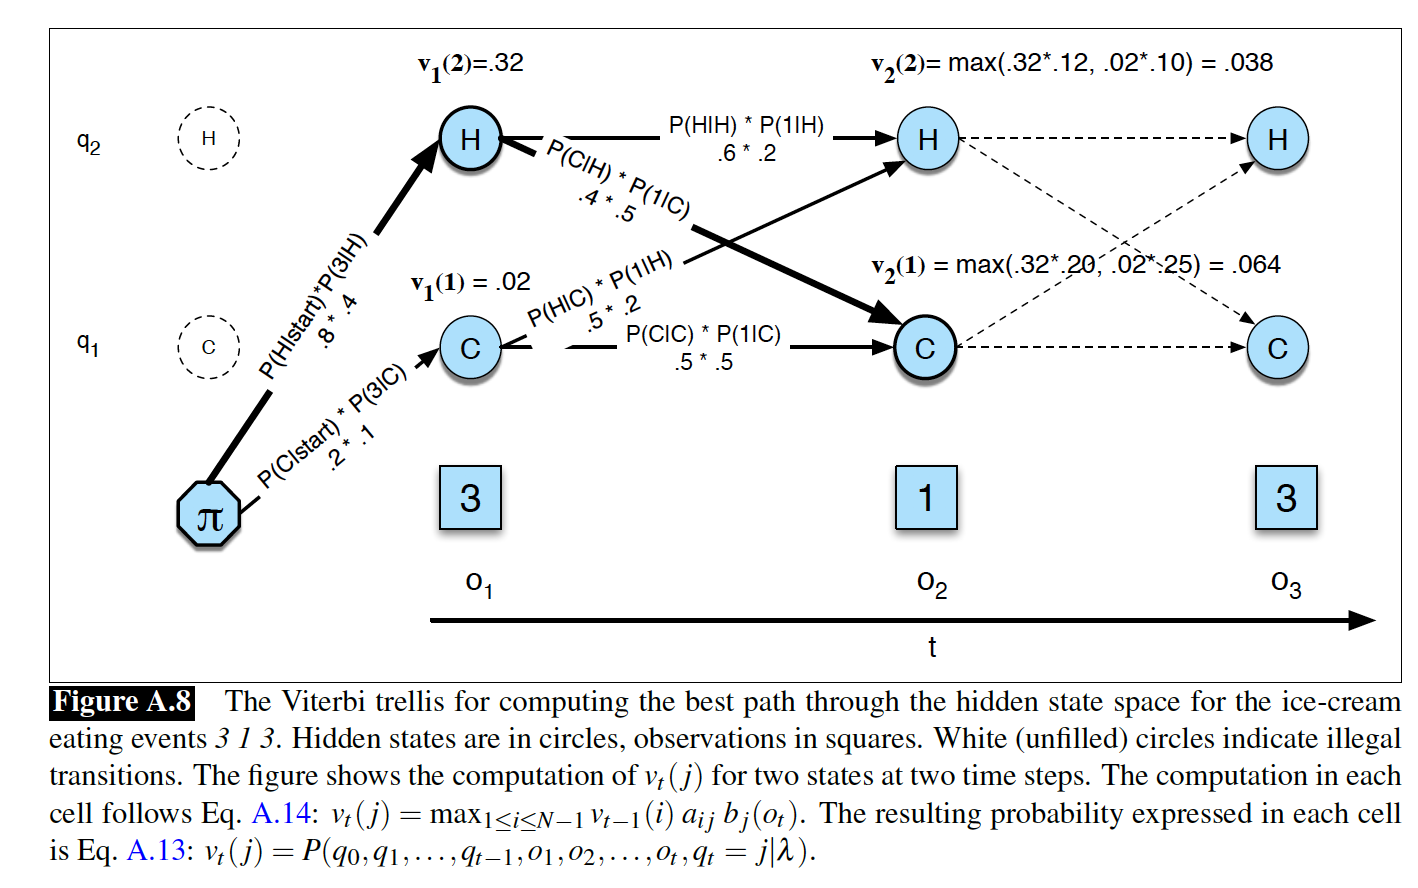 v₁(2)=.32
v₂(2)= max(.32*.12, .02*.10) = .038
q₂
H
H
P(H|H) * P(1|H)
.6 * .2
H
H
P(C|H) * P(1|C)
.4 * .5
P(H|start)*P(3|H)
.8 * .4
v₁(1) = .02
P(H|C) * P(1|H)
.5 * .2
v₂(1) = max(.32*.20, .02*.25) = .064
q₁
C
C
P(C|C) * P(1|C)
.5 * .5
C
C
P(C|start) * P(3|C)
.2 * .1
π
3
1
3
o₁
o₂
o₃
t
Figure A.8 The Viterbi trellis for computing the best path through the hidden state space for the ice-cream
eating events 3 1 3. Hidden states are in circles, observations in squares. White (unfilled) circles indicate illegal
transitions. The figure shows the computation of vₜ(j) for two states at two time steps. The computation in each
cell follows Eq. A.14: vₜ(j) = max₁≤ᵢ≤N−₁ vₜ₋₁(i) aᵢⱼ bⱼ(oₜ). The resulting probability expressed in each cell
is Eq. A.13: vₜ(j) = P(q₀,q₁,...,qₜ₋₁,o₁,o₂,...,oₜ,qₜ = j|λ).